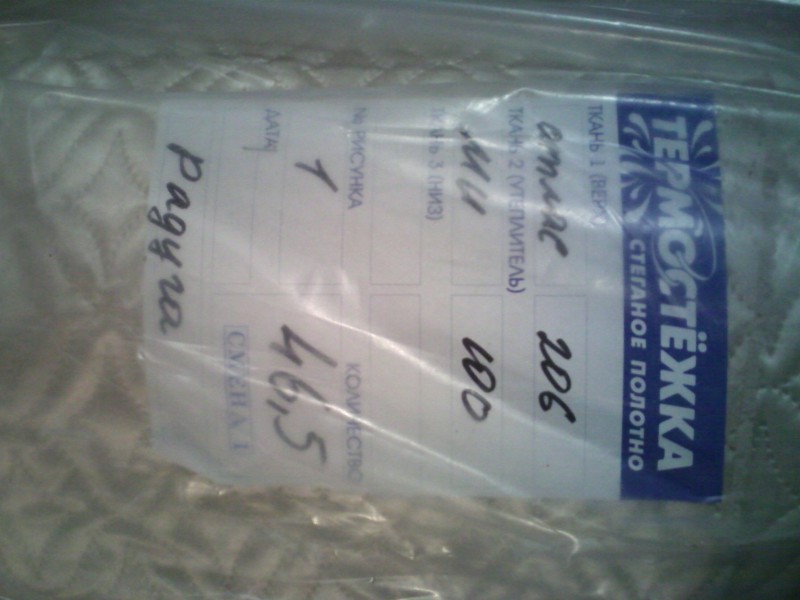 ТЕРМОСТЁЖКА
СТЕГАНОЕ ПОЛОТНО
ТКАНЬ 1 (ВЕРХ)
атлас 206
ТКАНЬ 2 (УТЕПЛИТЕЛЬ)
100
ТКАНЬ 3 (НИЗ)
№ РИСУНКА КОЛИЧЕСТВО
1 46,5
ДАТА
СМЕНА 1
Радуга